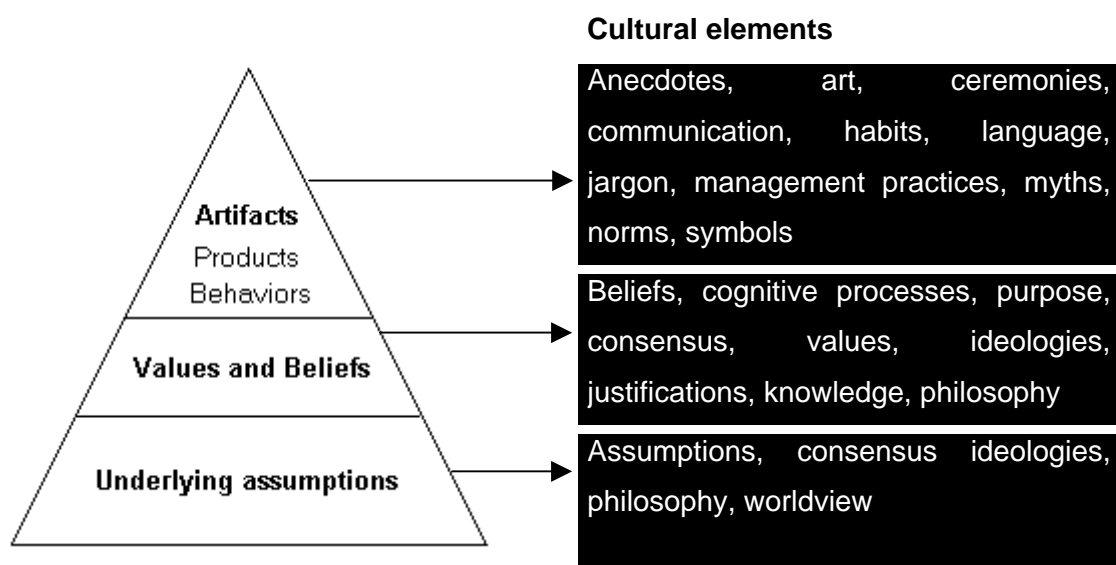 Cultural elements
Anecdotes, art, ceremonies,
communication, habits, language,
jargon, management practices, myths,
norms, symbols
Artifacts
Products
Behaviors
Beliefs, cognitive processes, purpose,
consensus, values, ideologies,
justifications, knowledge, philosophy
Values and Beliefs
Assumptions, consensus ideologies,
philosophy, worldview
Underlying assumptions